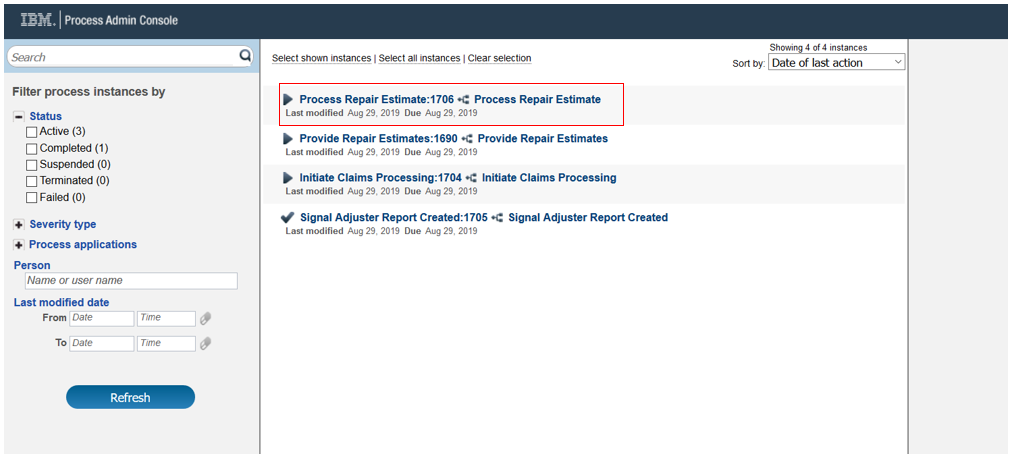 IBM. Process Admin Console
Search
Filter process instances by
Status
Active (3)
Completed (1)
Suspended (0)
Terminated (0)
Failed (0)
Severity type
Process applications
Person
Name or user name
Last modified date
From Date Time
To Date Time
Refresh
Select shown instances | Select all instances | Clear selection
Showing 4 of 4 instances
Sort by: Date of last action
Process Repair Estimate:1706 Process Repair Estimate
Last modified Aug 29, 2019 Due Aug 29, 2019
Provide Repair Estimates:1690 Provide Repair Estimates
Last modified Aug 29, 2019 Due Aug 29, 2019
Initiate Claims Processing:1704 Initiate Claims Processing
Last modified Aug 29, 2019 Due Aug 29, 2019
Signal Adjuster Report Created:1705 Signal Adjuster Report Created
Last modified Aug 29, 2019 Due Aug 29, 2019